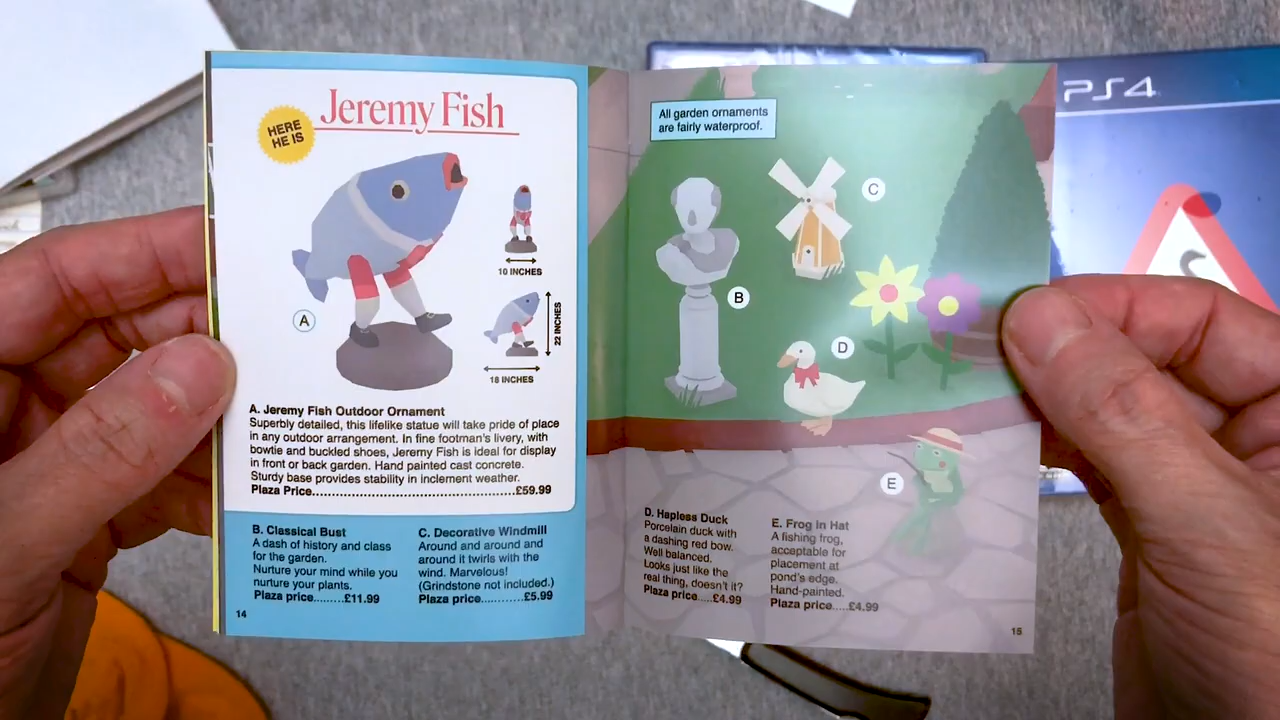 HERE
HE IS
Jeremy Fish
10 INCHES
22 INCHES
18 INCHES
A
A. Jeremy Fish Outdoor Ornament
Superbly detailed, this lifelike statue will take pride of place
in any outdoor arrangement. In fine footman's livery, with
bowtie and buckled shoes, Jeremy Fish is ideal for display
in front or back garden. Hand painted cast concrete.
Sturdy base provides stability in inclement weather.
Plaza Price..................................................£59.99
B. Classical Bust
A dash of history and class
for the garden.
Nurture your mind while you
nurture your plants.
Plaza price.........£11.99
C. Decorative Windmill
Around and around and
around it twirls with the
wind. Marvelous!
(Grindstone not included.)
Plaza price............£5.99
14
All garden ornaments
are fairly waterproof.
C
B
D
E
D. Hapless Duck
Porcelain duck with
a dashing red bow.
Well balanced.
Looks just like the
real thing, doesn't it?
Plaza price.....£4.99
E. Frog In Hat
A fishing frog,
acceptable for
placement at
pond's edge.
Hand-painted.
Plaza price.....£4.99
15
PS4